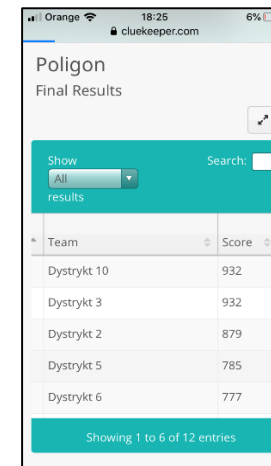 Orange 18:25 6%
cluekeeper.com
Poligon
Final Results
Show Search:
All
results
Team Score
Dystrykt 10 932
Dystrykt 3 932
Dystrykt 2 879
Dystrykt 5 785
Dystrykt 6 777
Showing 1 to 6 of 12 entries